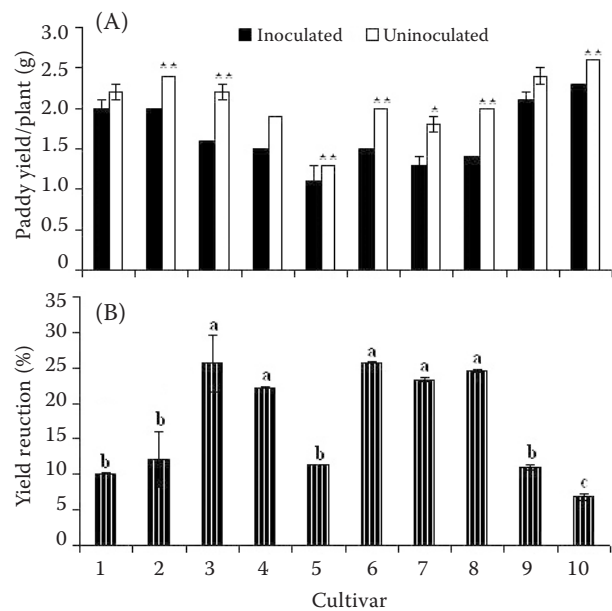 (A)
■ Inoculated □ Uninoculated
Paddy yield/plant (g)
3.0
2.5
2.0
1.5
1.0
0.5
0
** ** ** ** * ** **
(B)
Yield reuction (%)
35
30
25
20
15
10
5
0
b b a a b a a a b c
1 2 3 4 5 6 7 8 9 10
Cultivar